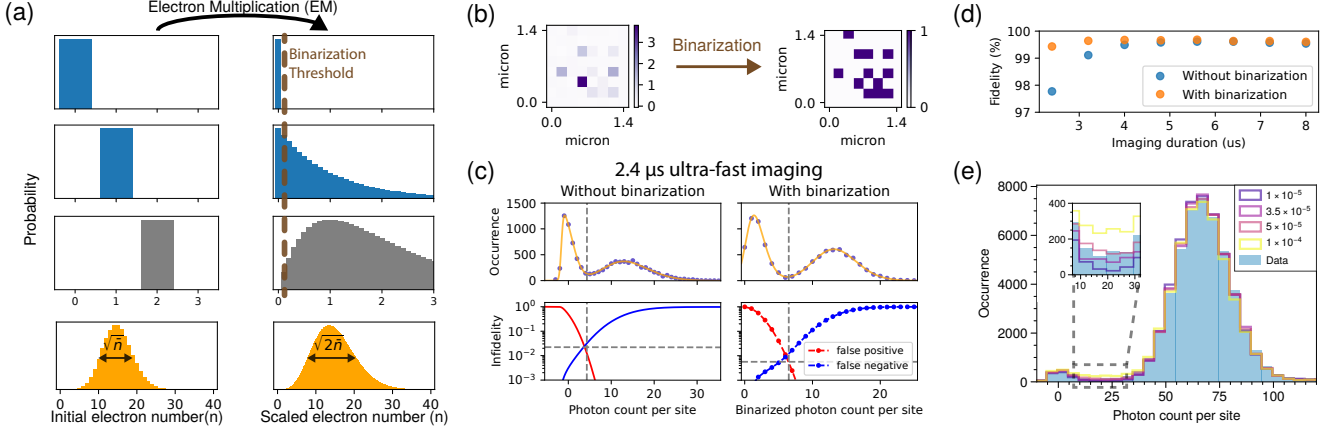 (a)
Electron Multiplication (EM)
Binarization
Threshold
Probability
0 1 2 3
0 1 2 3
√n̄
√2n̄
0 10 20 30 40
0 10 20 30 40
Initial electron number(n)
Scaled electron number (n)
(b)
1.4
0.0
micron
0.0 1.4
micron
3
2
1
0
Binarization
1.4
0.0
micron
0.0 1.4
micron
1
0
2.4 μs ultra-fast imaging
(c)
Without binarization
With binarization
Occurrence
1500
1000
500
0
Infidelity
10⁰
10⁻¹
10⁻²
10⁻³
false positive
false negative
0 10 20 30
0 10 20
Photon count per site
Binarized photon count per site
(d)
Fidelity (%)
100
99
98
97
Without binarization
With binarization
3 4 5 6 7 8
Imaging duration (us)
(e)
Occurrence
8000
6000
4000
2000
0
400
200
0
10 20 30
1 × 10⁻⁵
3.5 × 10⁻⁵
5 × 10⁻⁵
1 × 10⁻⁴
Data
0 25 50 75 100
Photon count per site